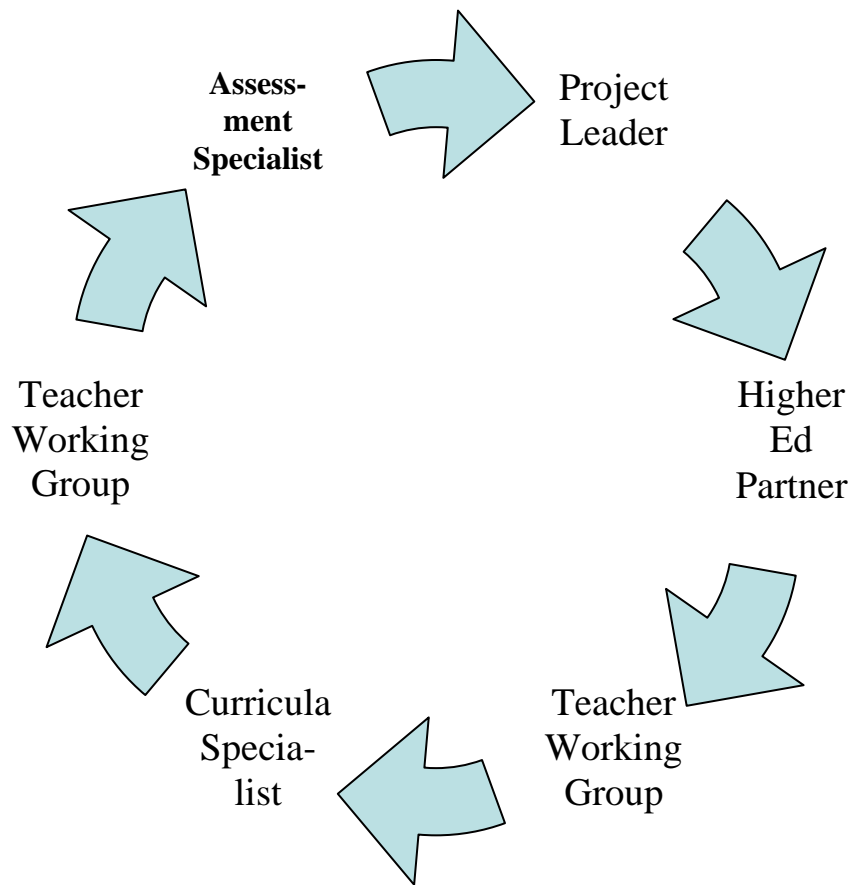 Assess-
ment
Specialist
Project
Leader
Higher
Ed
Partner
Teacher
Working
Group
Curricula
Specia-
list
Teacher
Working
Group